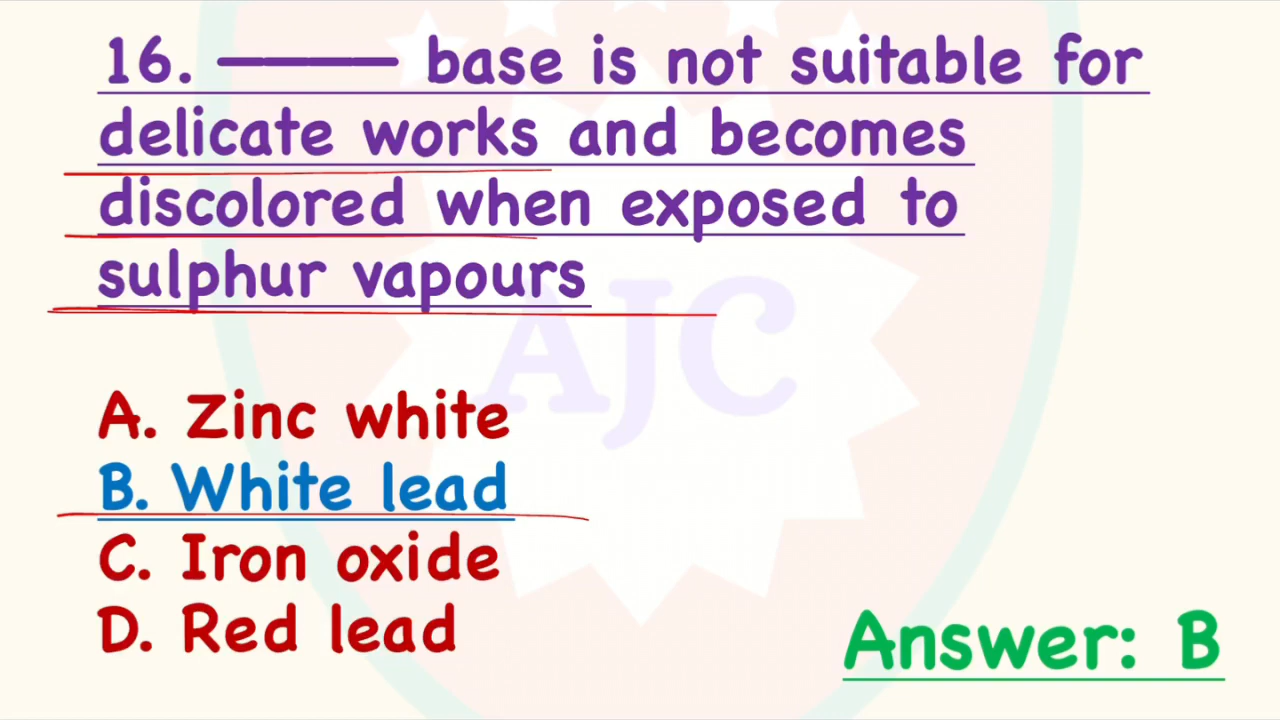 16. ———— base is not suitable for
delicate works and becomes
discolored when exposed to
sulphur vapours
AJC
A. Zinc white
B. White lead
C. Iron oxide
D. Red lead
Answer: B